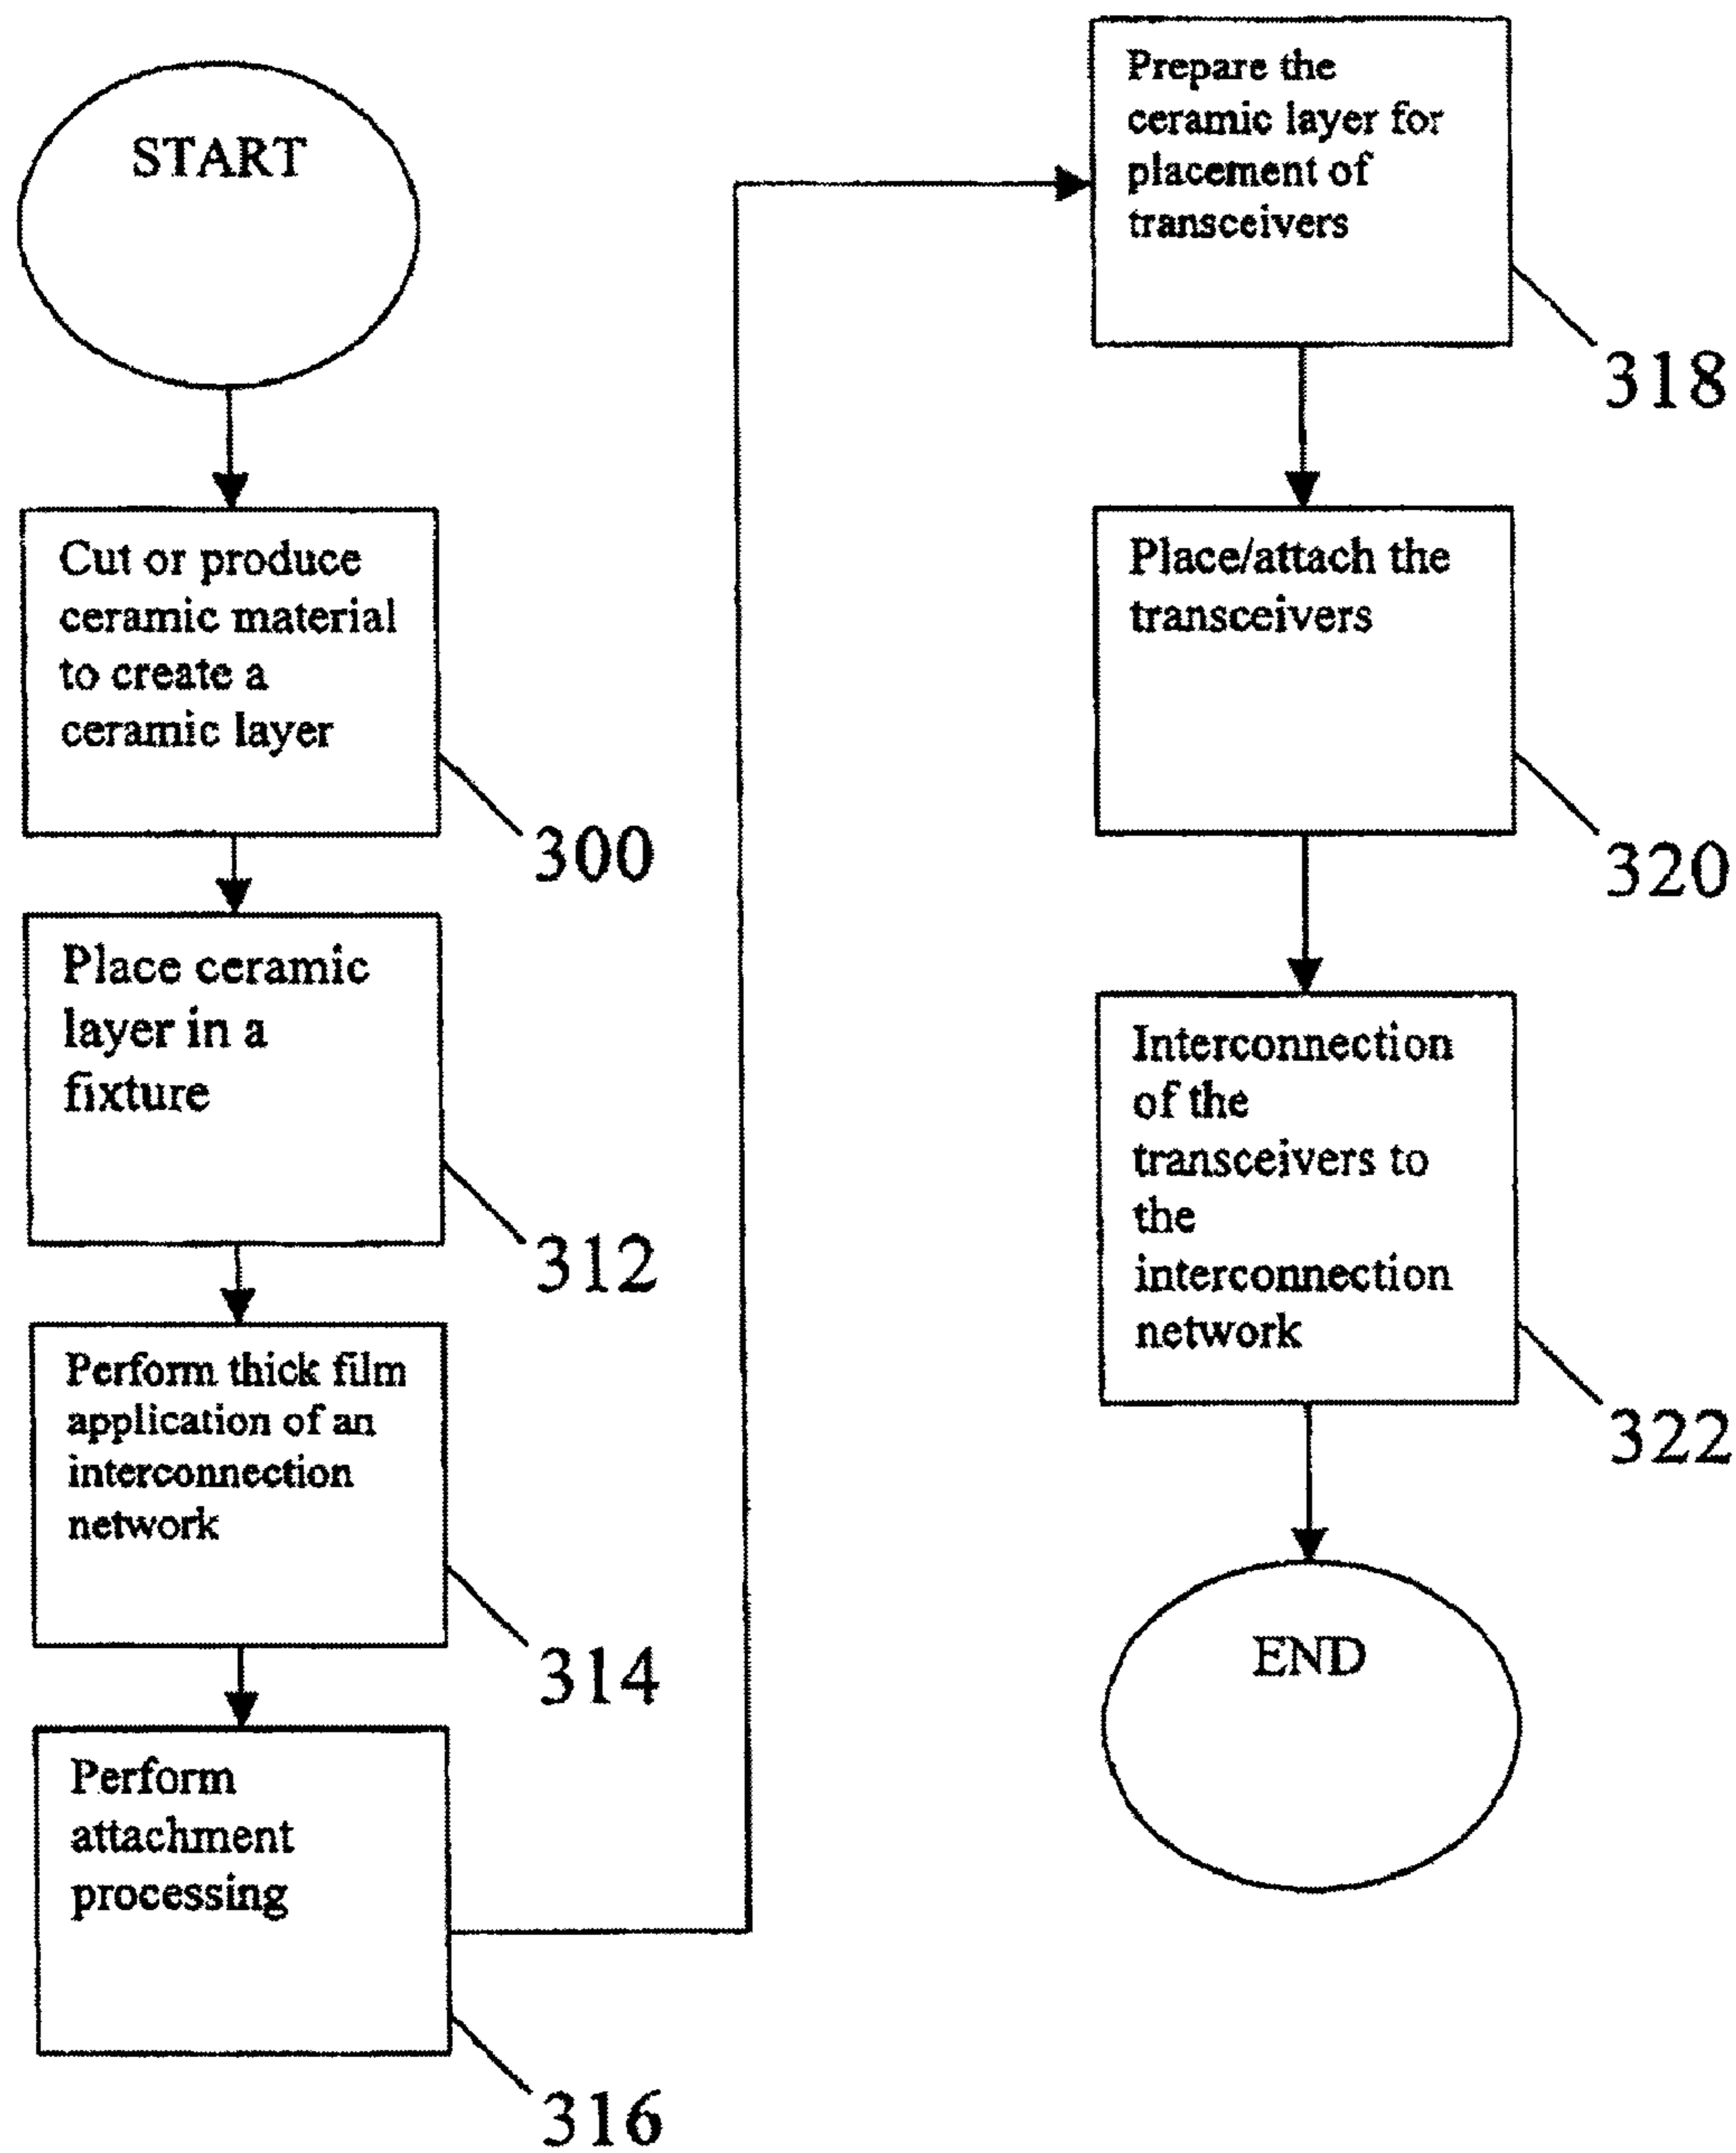 START
Cut or produce
ceramic material
to create a
ceramic layer
300
Place ceramic
layer in a
fixture
312
Perform thick film
application of an
interconnection
network
314
Perform
attachment
processing
316
Prepare the
ceramic layer for
placement of
transceivers
318
Place/attach the
transceivers
320
Interconnection
of the
transceivers to
the
interconnection
network
322
END